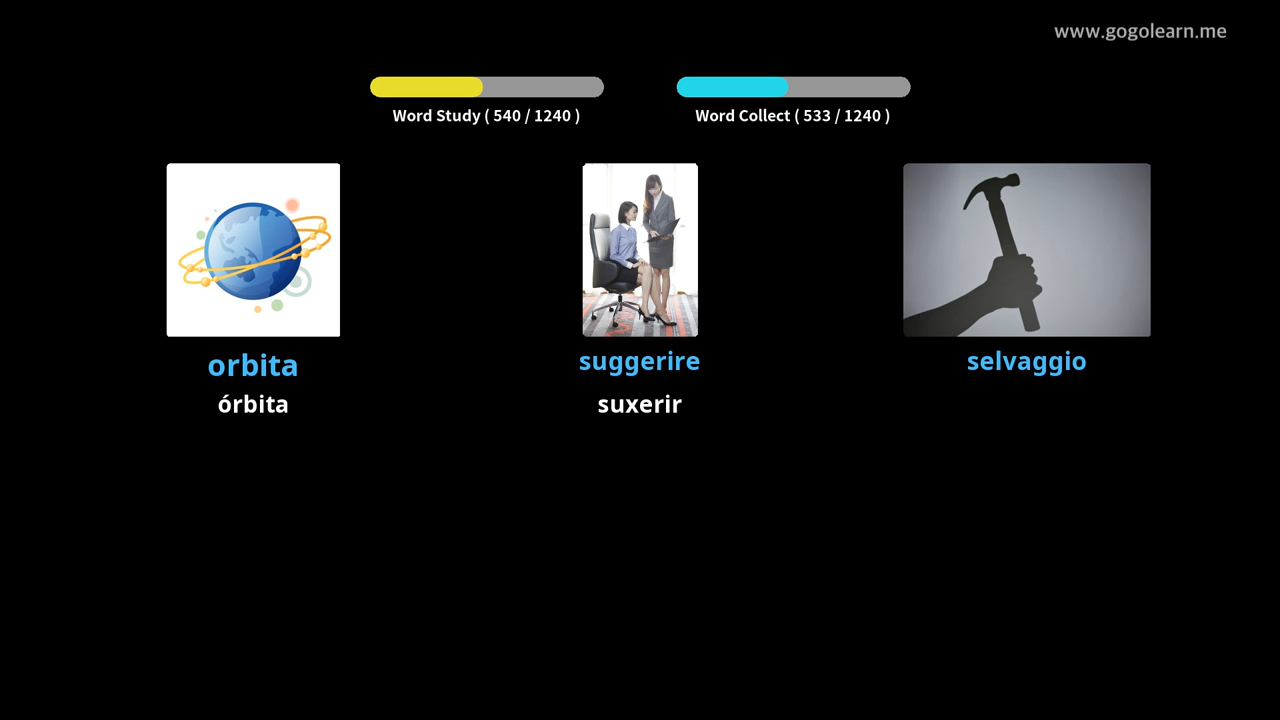 www.gogolearn.me
Word Study ( 540 / 1240 )
Word Collect ( 533 / 1240 )
orbita
suggerire
selvaggio
órbita
suxerir